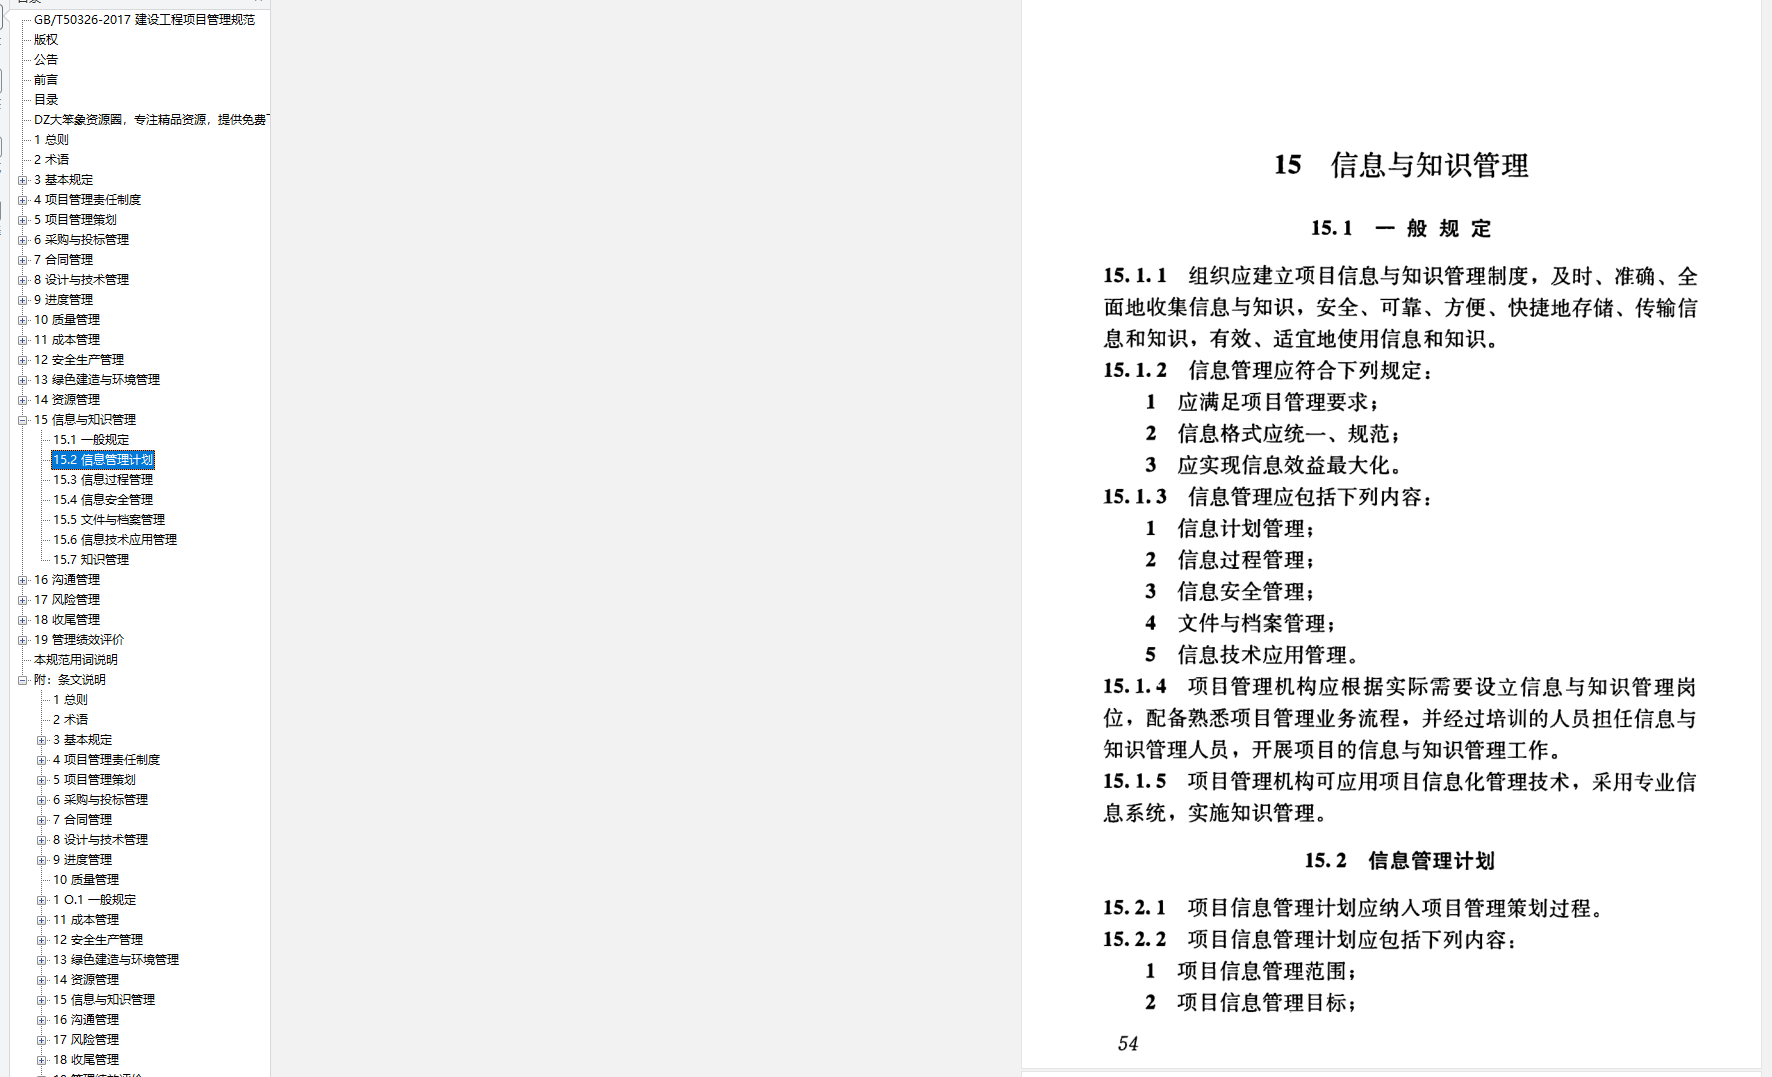 GB/T50326-2017 建设工程项目管理规范
版权
公告
前言
目录
DZ大笨象资源圈，专注精品资源，提供免费
1 总则
2 术语
3 基本规定
4 项目管理责任制度
5 项目管理策划
6 采购与投标管理
7 合同管理
8 设计与技术管理
9 进度管理
10 质量管理
11 成本管理
12 安全生产管理
13 绿色建造与环境管理
14 资源管理
15 信息与知识管理
15.1 一般规定
15.2 信息管理计划
15.3 信息过程管理
15.4 信息安全管理
15.5 文件与档案管理
15.6 信息技术应用管理
15.7 知识管理
16 沟通管理
17 风险管理
18 收尾管理
19 管理绩效评价
本规范用词说明
附：条文说明
1 总则
2 术语
3 基本规定
4 项目管理责任制度
5 项目管理策划
6 采购与投标管理
7 合同管理
8 设计与技术管理
9 进度管理
10 质量管理
1 O.1 一般规定
11 成本管理
12 安全生产管理
13 绿色建造与环境管理
14 资源管理
15 信息与知识管理
16 沟通管理
17 风险管理
18 收尾管理
15 信息与知识管理
15.1 一般规定
15.1.1 组织应建立项目信息与知识管理制度，及时、准确、全
面地收集信息与知识，安全、可靠、方便、快捷地存储、传输信
息和知识，有效、适宜地使用信息和知识。
15.1.2 信息管理应符合下列规定：
1 应满足项目管理要求；
2 信息格式应统一、规范；
3 应实现信息效益最大化。
15.1.3 信息管理应包括下列内容：
1 信息计划管理；
2 信息过程管理；
3 信息安全管理；
4 文件与档案管理；
5 信息技术应用管理。
15.1.4 项目管理机构应根据实际需要设立信息与知识管理岗
位，配备熟悉项目管理业务流程，并经过培训的人员担任信息与
知识管理人员，开展项目的信息与知识管理工作。
15.1.5 项目管理机构可应用项目信息化管理技术，采用专业信
息系统，实施知识管理。
15.2 信息管理计划
15.2.1 项目信息管理计划应纳入项目管理策划过程。
15.2.2 项目信息管理计划应包括下列内容：
1 项目信息管理范围；
2 项目信息管理目标；
54